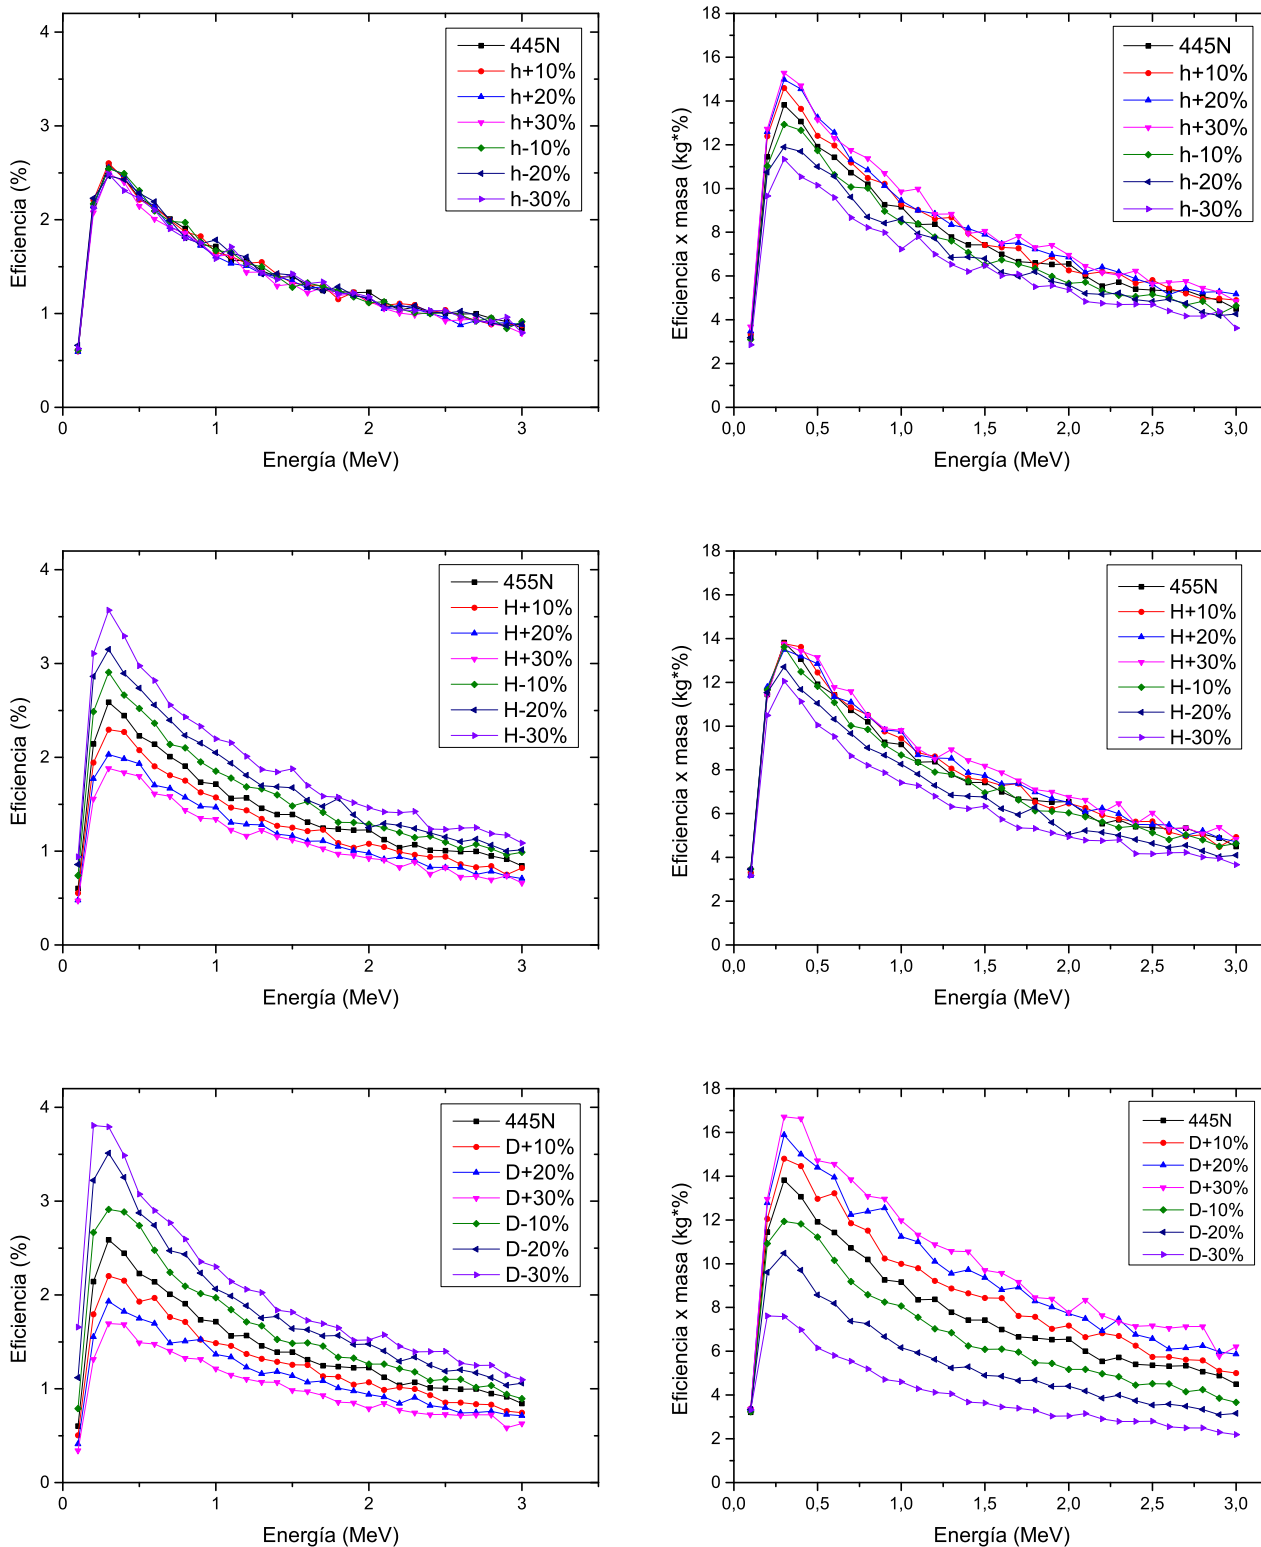 4
3
2
1
0
0
1
2
3
Eficiencia (%)
Energía (MeV)
445N
h+10%
h+20%
h+30%
h-10%
h-20%
h-30%
18
16
14
12
10
8
6
4
2
0
0,0
0,5
1,0
1,5
2,0
2,5
3,0
Eficiencia x masa (kg*%)
Energía (MeV)
445N
h+10%
h+20%
h+30%
h-10%
h-20%
h-30%
4
3
2
1
0
0
1
2
3
Eficiencia (%)
Energía (MeV)
455N
H+10%
H+20%
H+30%
H-10%
H-20%
H-30%
18
16
14
12
10
8
6
4
2
0
0,0
0,5
1,0
1,5
2,0
2,5
3,0
Eficiencia x masa (kg*%)
Energía (MeV)
455N
H+10%
H+20%
H+30%
H-10%
H-20%
H-30%
4
3
2
1
0
0
1
2
3
Eficiencia (%)
Energía (MeV)
445N
D+10%
D+20%
D+30%
D-10%
D-20%
D-30%
18
16
14
12
10
8
6
4
2
0
0,0
0,5
1,0
1,5
2,0
2,5
3,0
Eficiencia x masa (kg*%)
Energía (MeV)
445N
D+10%
D+20%
D+30%
D-10%
D-20%
D-30%